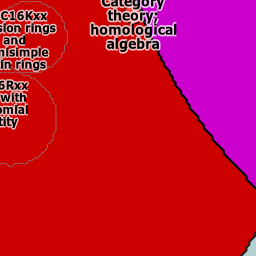 Category
theory;
homological
algebra
C16Kxx
sion rings
and
misimple
in rings
6Rxx
with
omial
tity